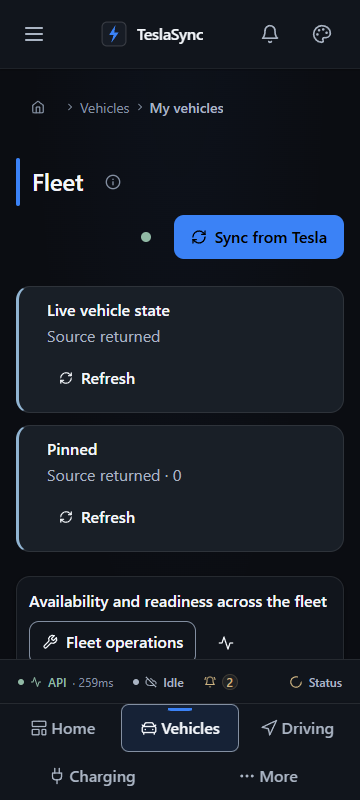 TeslaSync
Vehicles My vehicles
Fleet
Sync from Tesla
Live vehicle state
Source returned
Refresh
Pinned
Source returned · 0
Refresh
Availability and readiness across the fleet
Fleet operations
API · 259ms Idle 2 Status
Home Vehicles Driving
Charging More